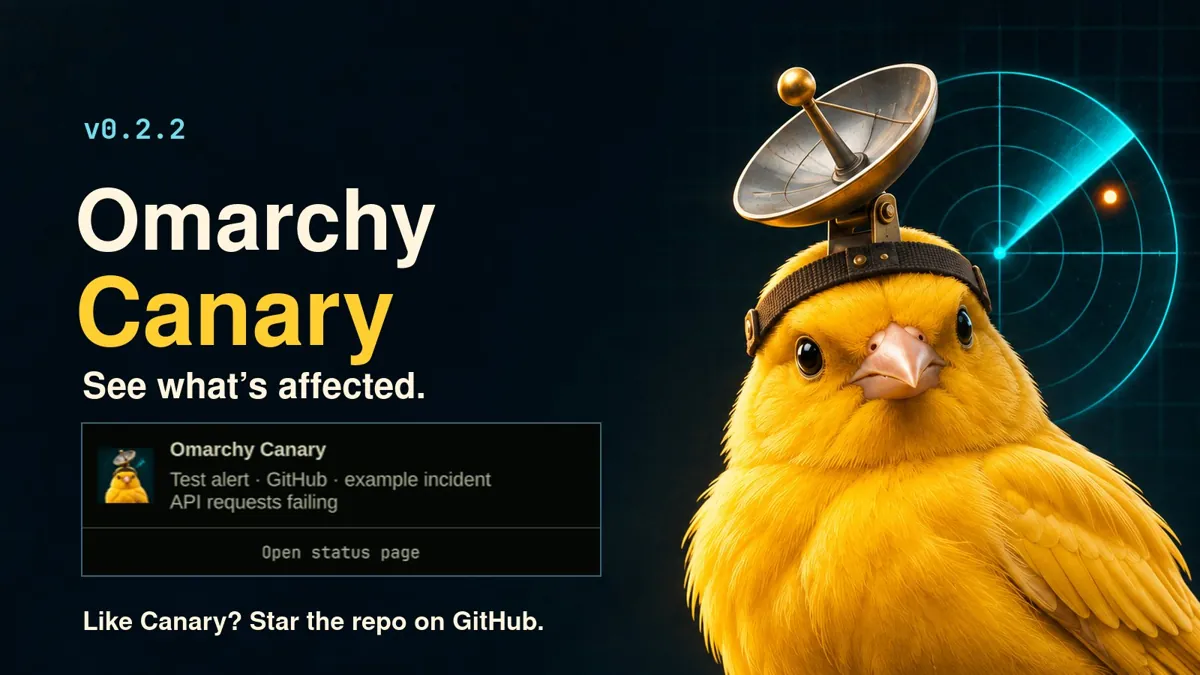 v0.2.2
Omarchy
Canary
See what’s affected.
Omarchy Canary
Test alert · GitHub · example incident
API requests failing
Open status page
Like Canary? Star the repo on GitHub.